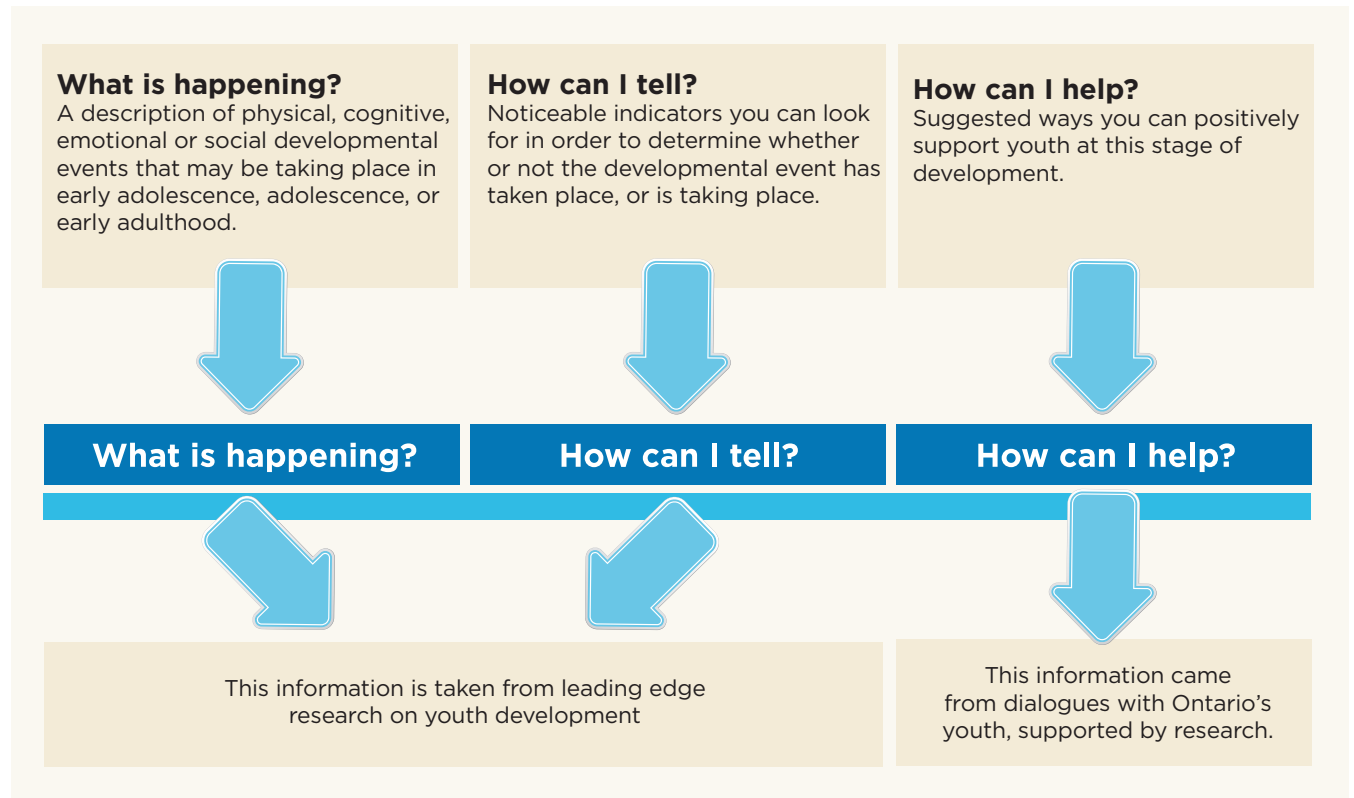 What is happening?
A description of physical, cognitive,
emotional or social developmental
events that may be taking place in
early adolescence, adolescence, or
early adulthood.
How can I tell?
Noticeable indicators you can look
for in order to determine whether
or not the developmental event has
taken place, or is taking place.
How can I help?
Suggested ways you can positively
support youth at this stage of
development.
What is happening?
How can I tell?
How can I help?
This information is taken from leading edge
research on youth development
This information came
from dialogues with Ontario’s
youth, supported by research.